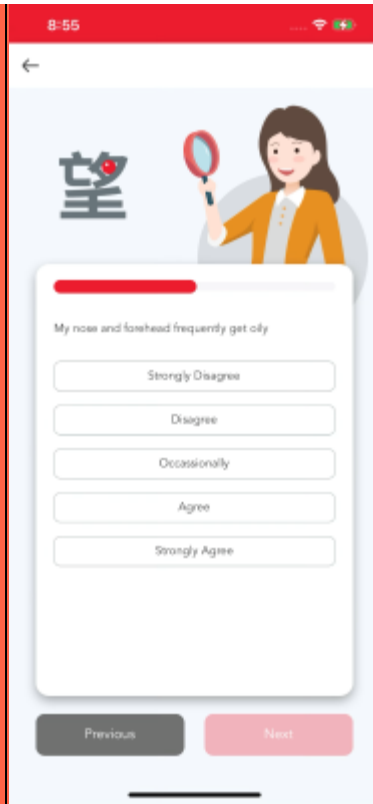 8:55
望
My nose and forehead frequently get oily
Strongly Disagree
Disagree
Occassionally
Agree
Strongly Agree
Previous
Next